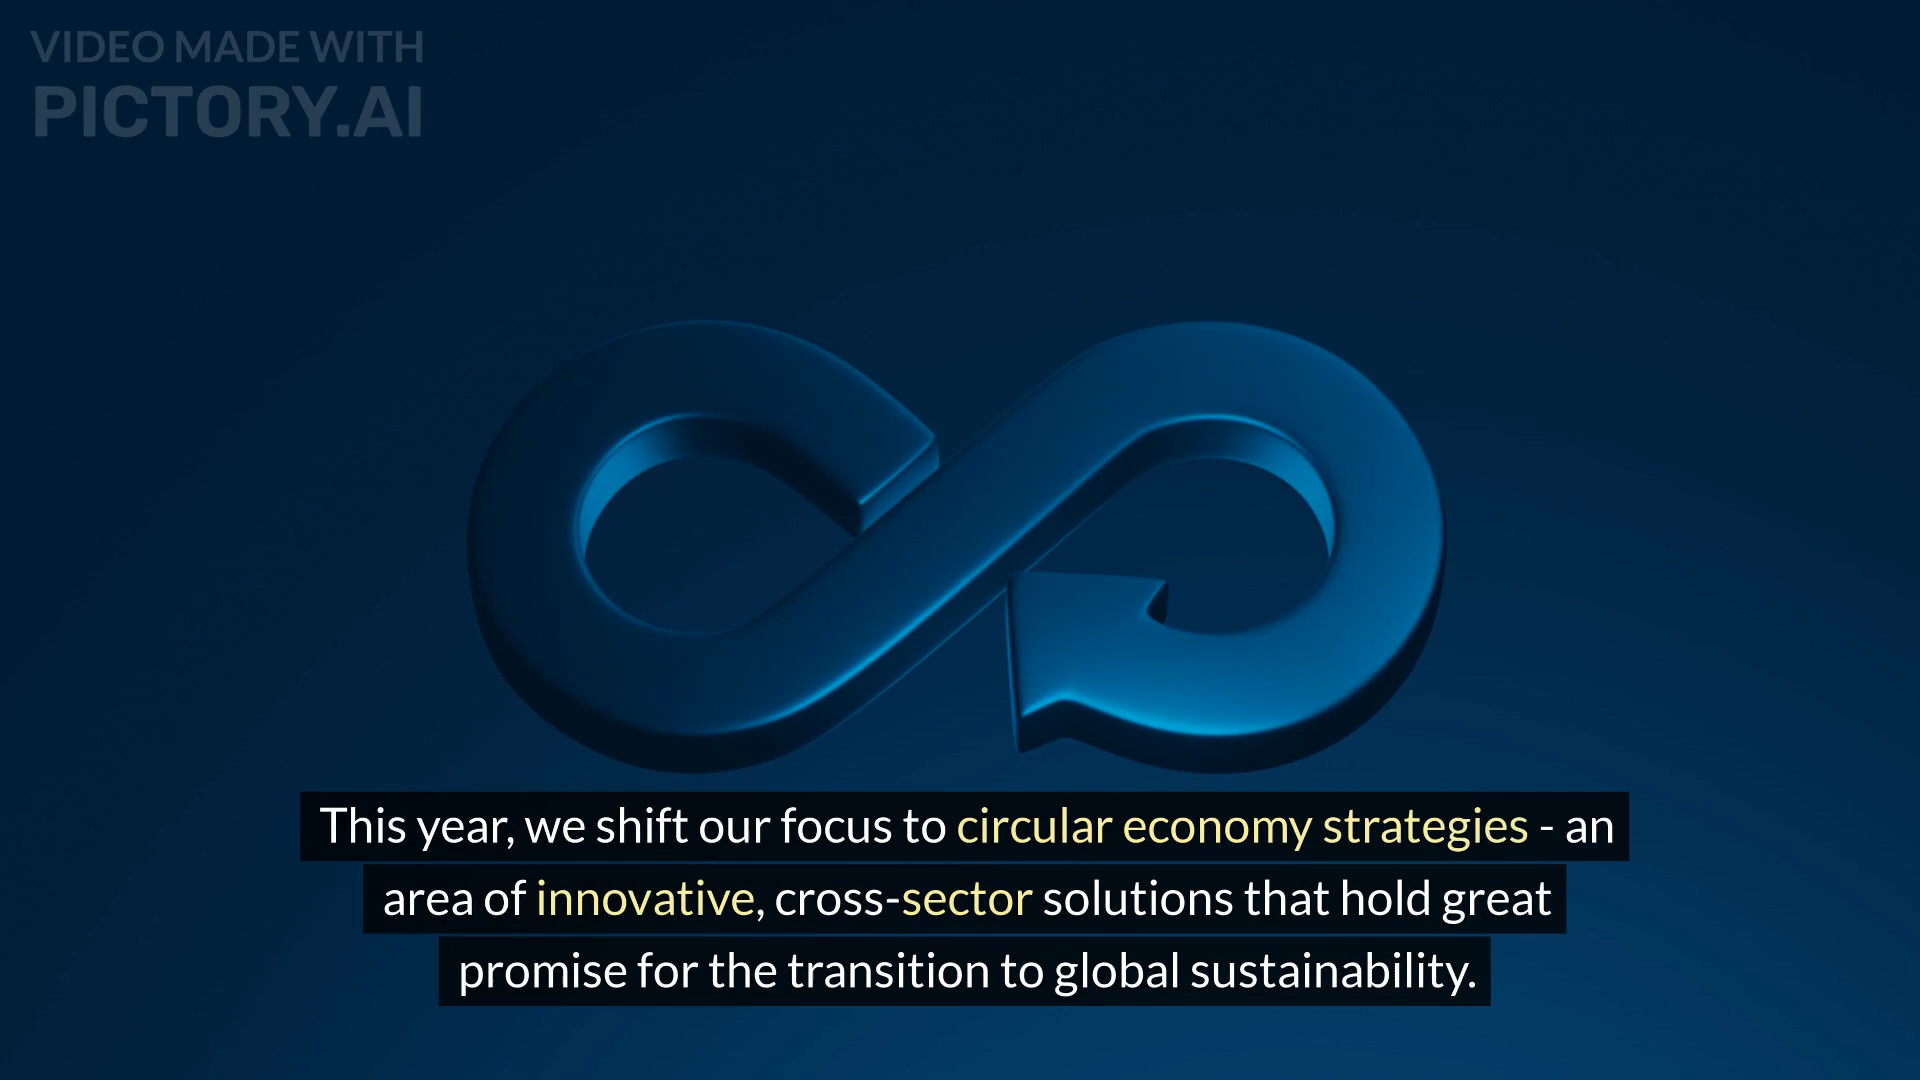 VIDEO MADE WITH
PICTORY.AI
This year, we shift our focus to circular economy strategies - an
area of innovative, cross-sector solutions that hold great
promise for the transition to global sustainability.